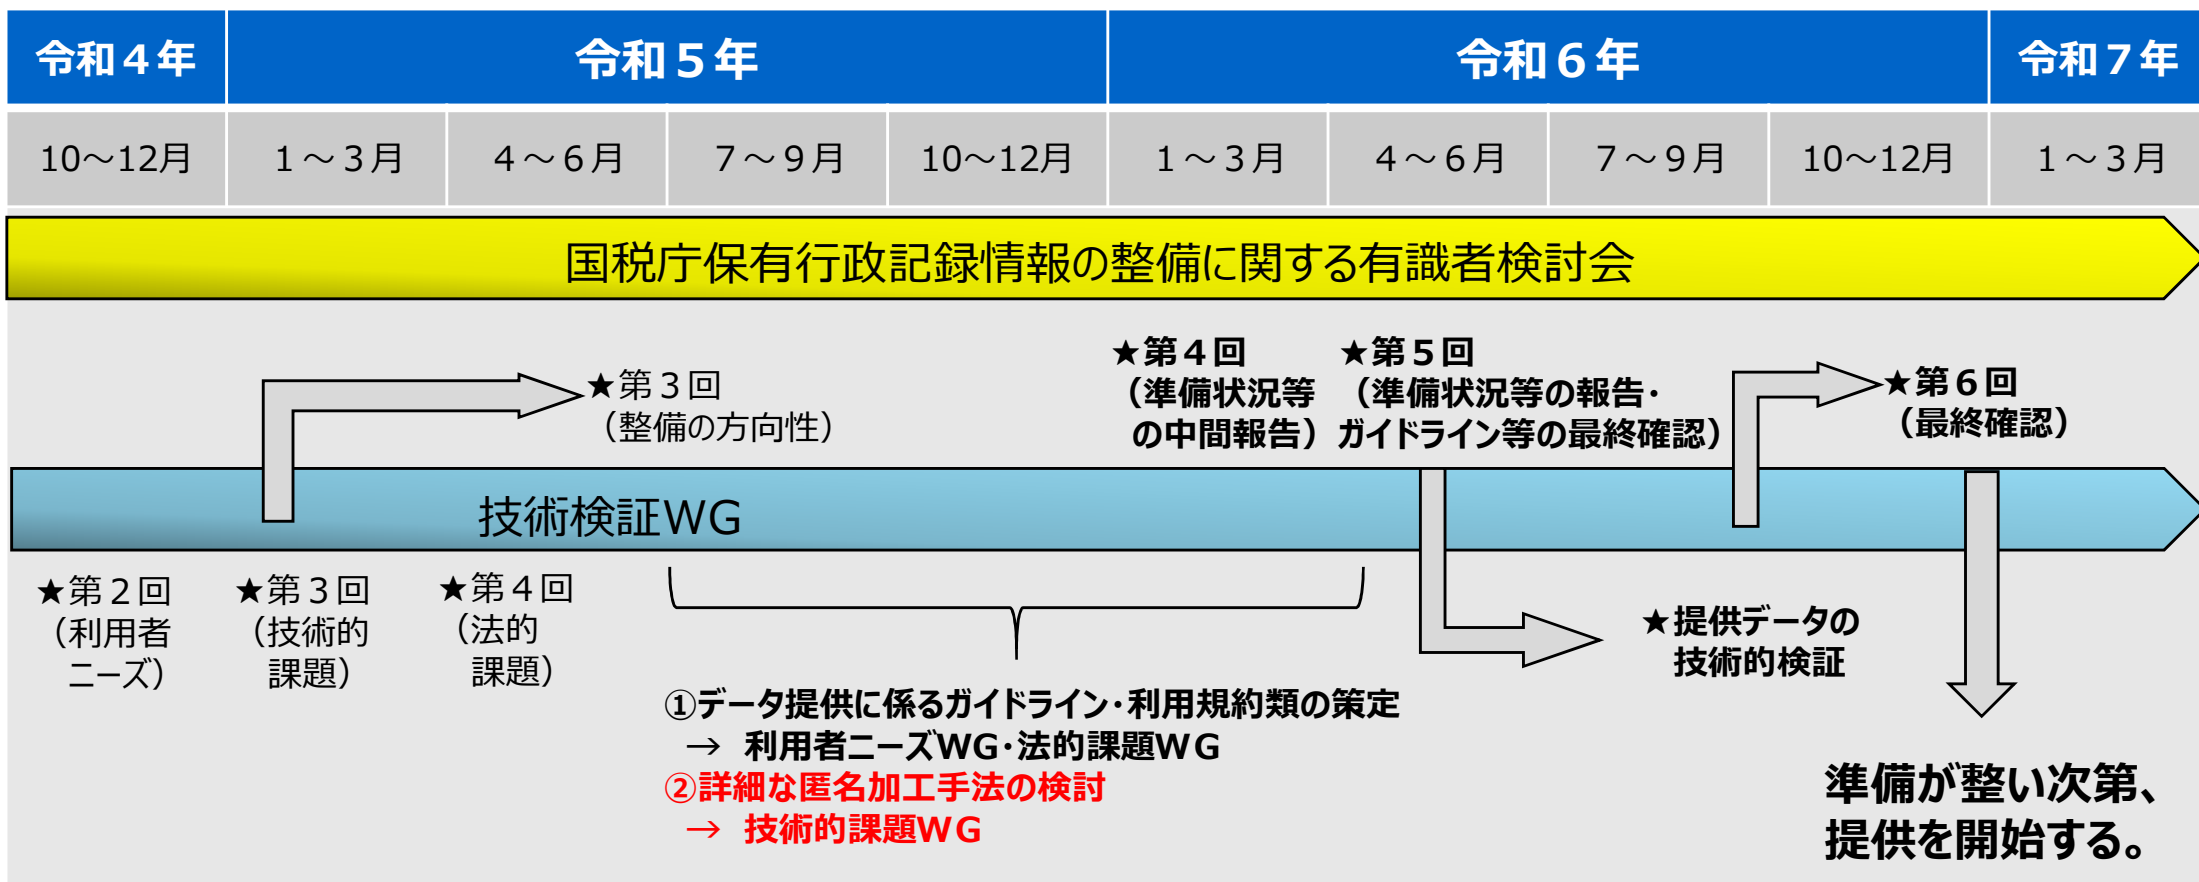 令和４年 令和５年 令和６年 令和７年
10～12月 １～３月 ４～６月 ７～９月 10～12月 １～３月 ４～６月 ７～９月 10～12月 １～３月
国税庁保有行政記録情報の整備に関する有識者検討会
★第３回
（整備の方向性）
★第４回
（準備状況等
の中間報告）
★第５回
（準備状況等の報告・
ガイドライン等の最終確認）
★第６回
（最終確認）
技術検証WG
★第２回
（利用者
ニーズ）
★第３回
（技術的
課題）
★第４回
（法的
課題）
①データ提供に係るガイドライン・利用規約類の策定
→ 利用者ニーズWG・法的課題WG
②詳細な匿名加工手法の検討
→ 技術的課題WG
★提供データの
技術的検証
準備が整い次第、
提供を開始する。